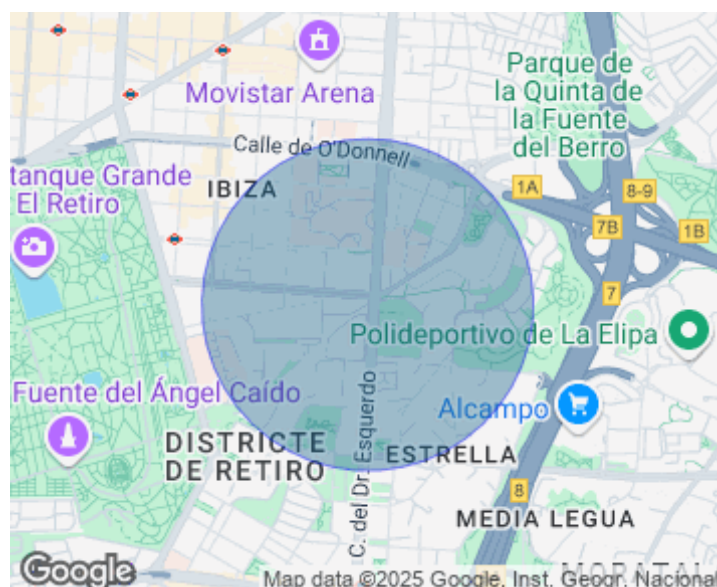 Movistar Arena
Parque de
la Quinta de
la Fuente
del Berro
Calle de O'Donnell
tanque Grande
El Retiro
IBIZA
1A
8-9
7B
1B
7
Polideportivo de La Elipa
Fuente del Ángel Caído
Alcampo
DISTRICTE
DE RETIRO
C. del Dr. Esquerdo
ESTRELLA
8
MEDIA LEGUA
Google
Map data ©2025 Google, Inst. Geogr. Nacional